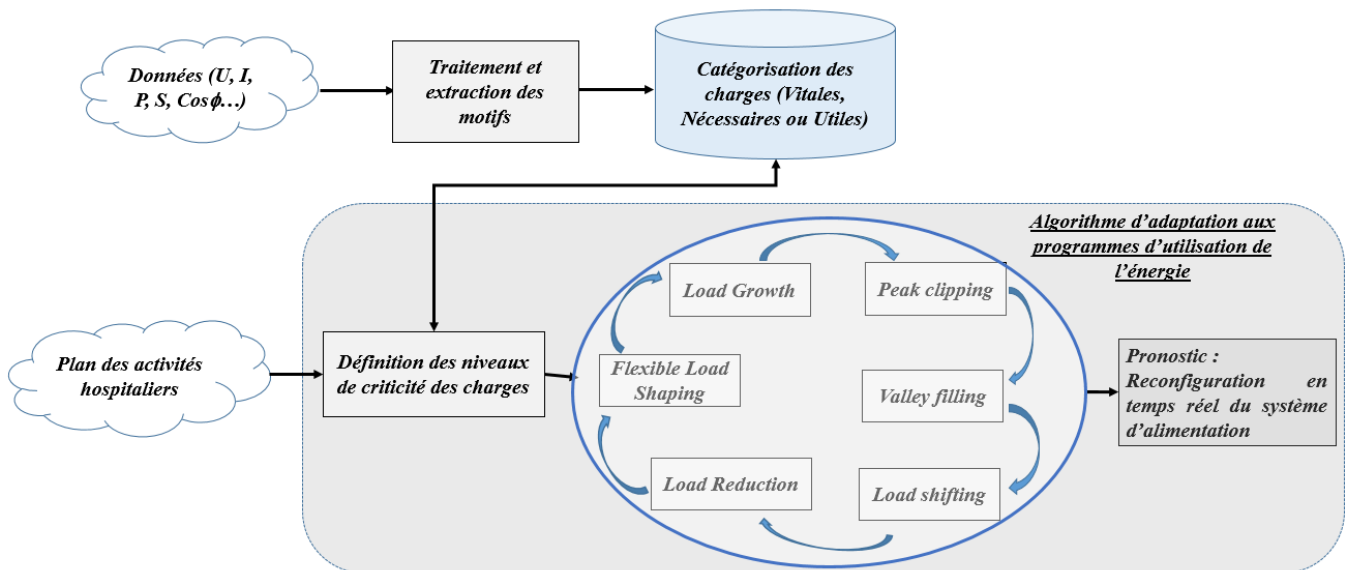 Données (U, I,
P, S, Cosϕ…)
Traitement et
extraction des
motifs
Catégorisation des
charges (Vitales,
Nécessaires ou Utiles)
Algorithme d’adaptation aux
programmes d’utilisation de
l’énergie
Load Growth
Peak clipping
Plan des activités
hospitaliers
Définition des niveaux
de criticité des charges
Flexible Load
Shaping
Valley filling
Pronostic :
Reconfiguration en
temps réel du système
d’alimentation
Load Reduction
Load shifting